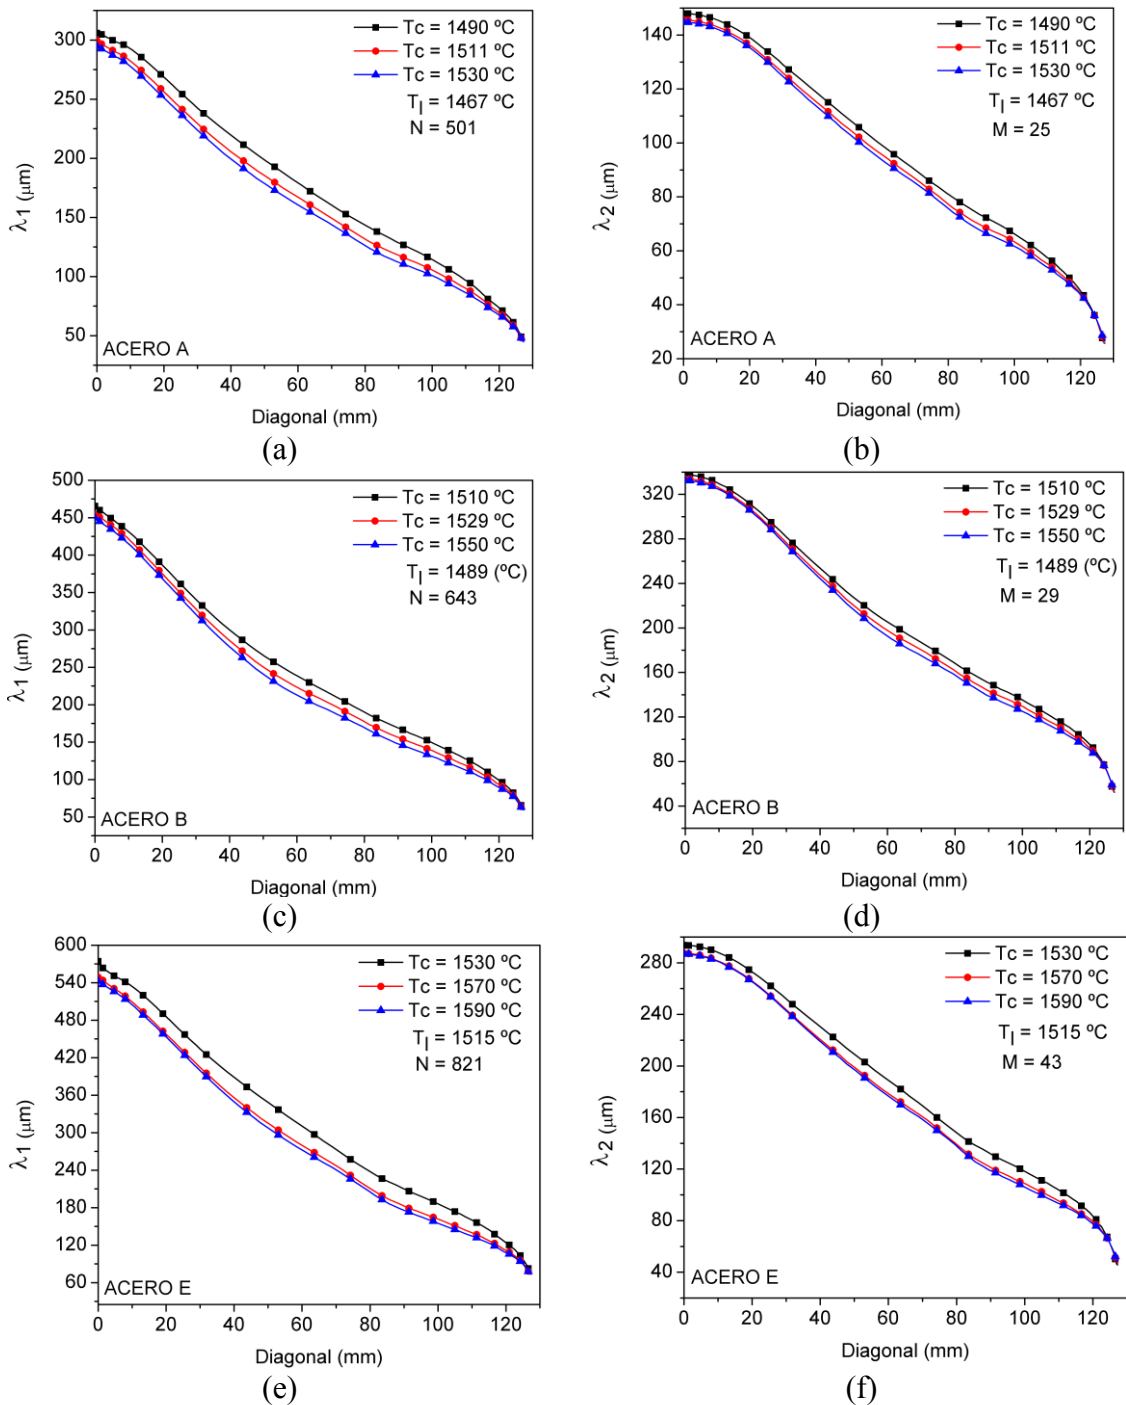 Tc = 1490 ºC
Tc = 1511 ºC
Tc = 1530 ºC
Tl = 1467 ºC
N = 501
300
250
200
150
100
50
λ1 (μm)
ACERO A
0 20 40 60 80 100 120
Diagonal (mm)
(a)
Tc = 1490 ºC
Tc = 1511 ºC
Tc = 1530 ºC
Tl = 1467 ºC
M = 25
140
120
100
80
60
40
20
λ2 (μm)
ACERO A
0 20 40 60 80 100 120
Diagonal (mm)
(b)
Tc = 1510 ºC
Tc = 1529 ºC
Tc = 1550 ºC
Tl = 1489 (ºC)
N = 643
500
450
400
350
300
250
200
150
100
50
λ1 (μm)
ACERO B
0 20 40 60 80 100 120
Diagonal (mm)
(c)
Tc = 1510 ºC
Tc = 1529 ºC
Tc = 1550 ºC
Tl = 1489 (ºC)
M = 29
320
280
240
200
160
120
80
40
λ2 (μm)
ACERO B
0 20 40 60 80 100 120
Diagonal (mm)
(d)
Tc = 1530 ºC
Tc = 1570 ºC
Tc = 1590 ºC
Tl = 1515 ºC
N = 821
600
540
480
420
360
300
240
180
120
60
λ1 (μm)
ACERO E
0 20 40 60 80 100 120
Diagonal (mm)
(e)
Tc = 1530 ºC
Tc = 1570 ºC
Tc = 1590 ºC
Tl = 1515 ºC
M = 43
280
240
200
160
120
80
40
λ2 (μm)
ACERO E
0 20 40 60 80 100 120
Diagonal (mm)
(f)